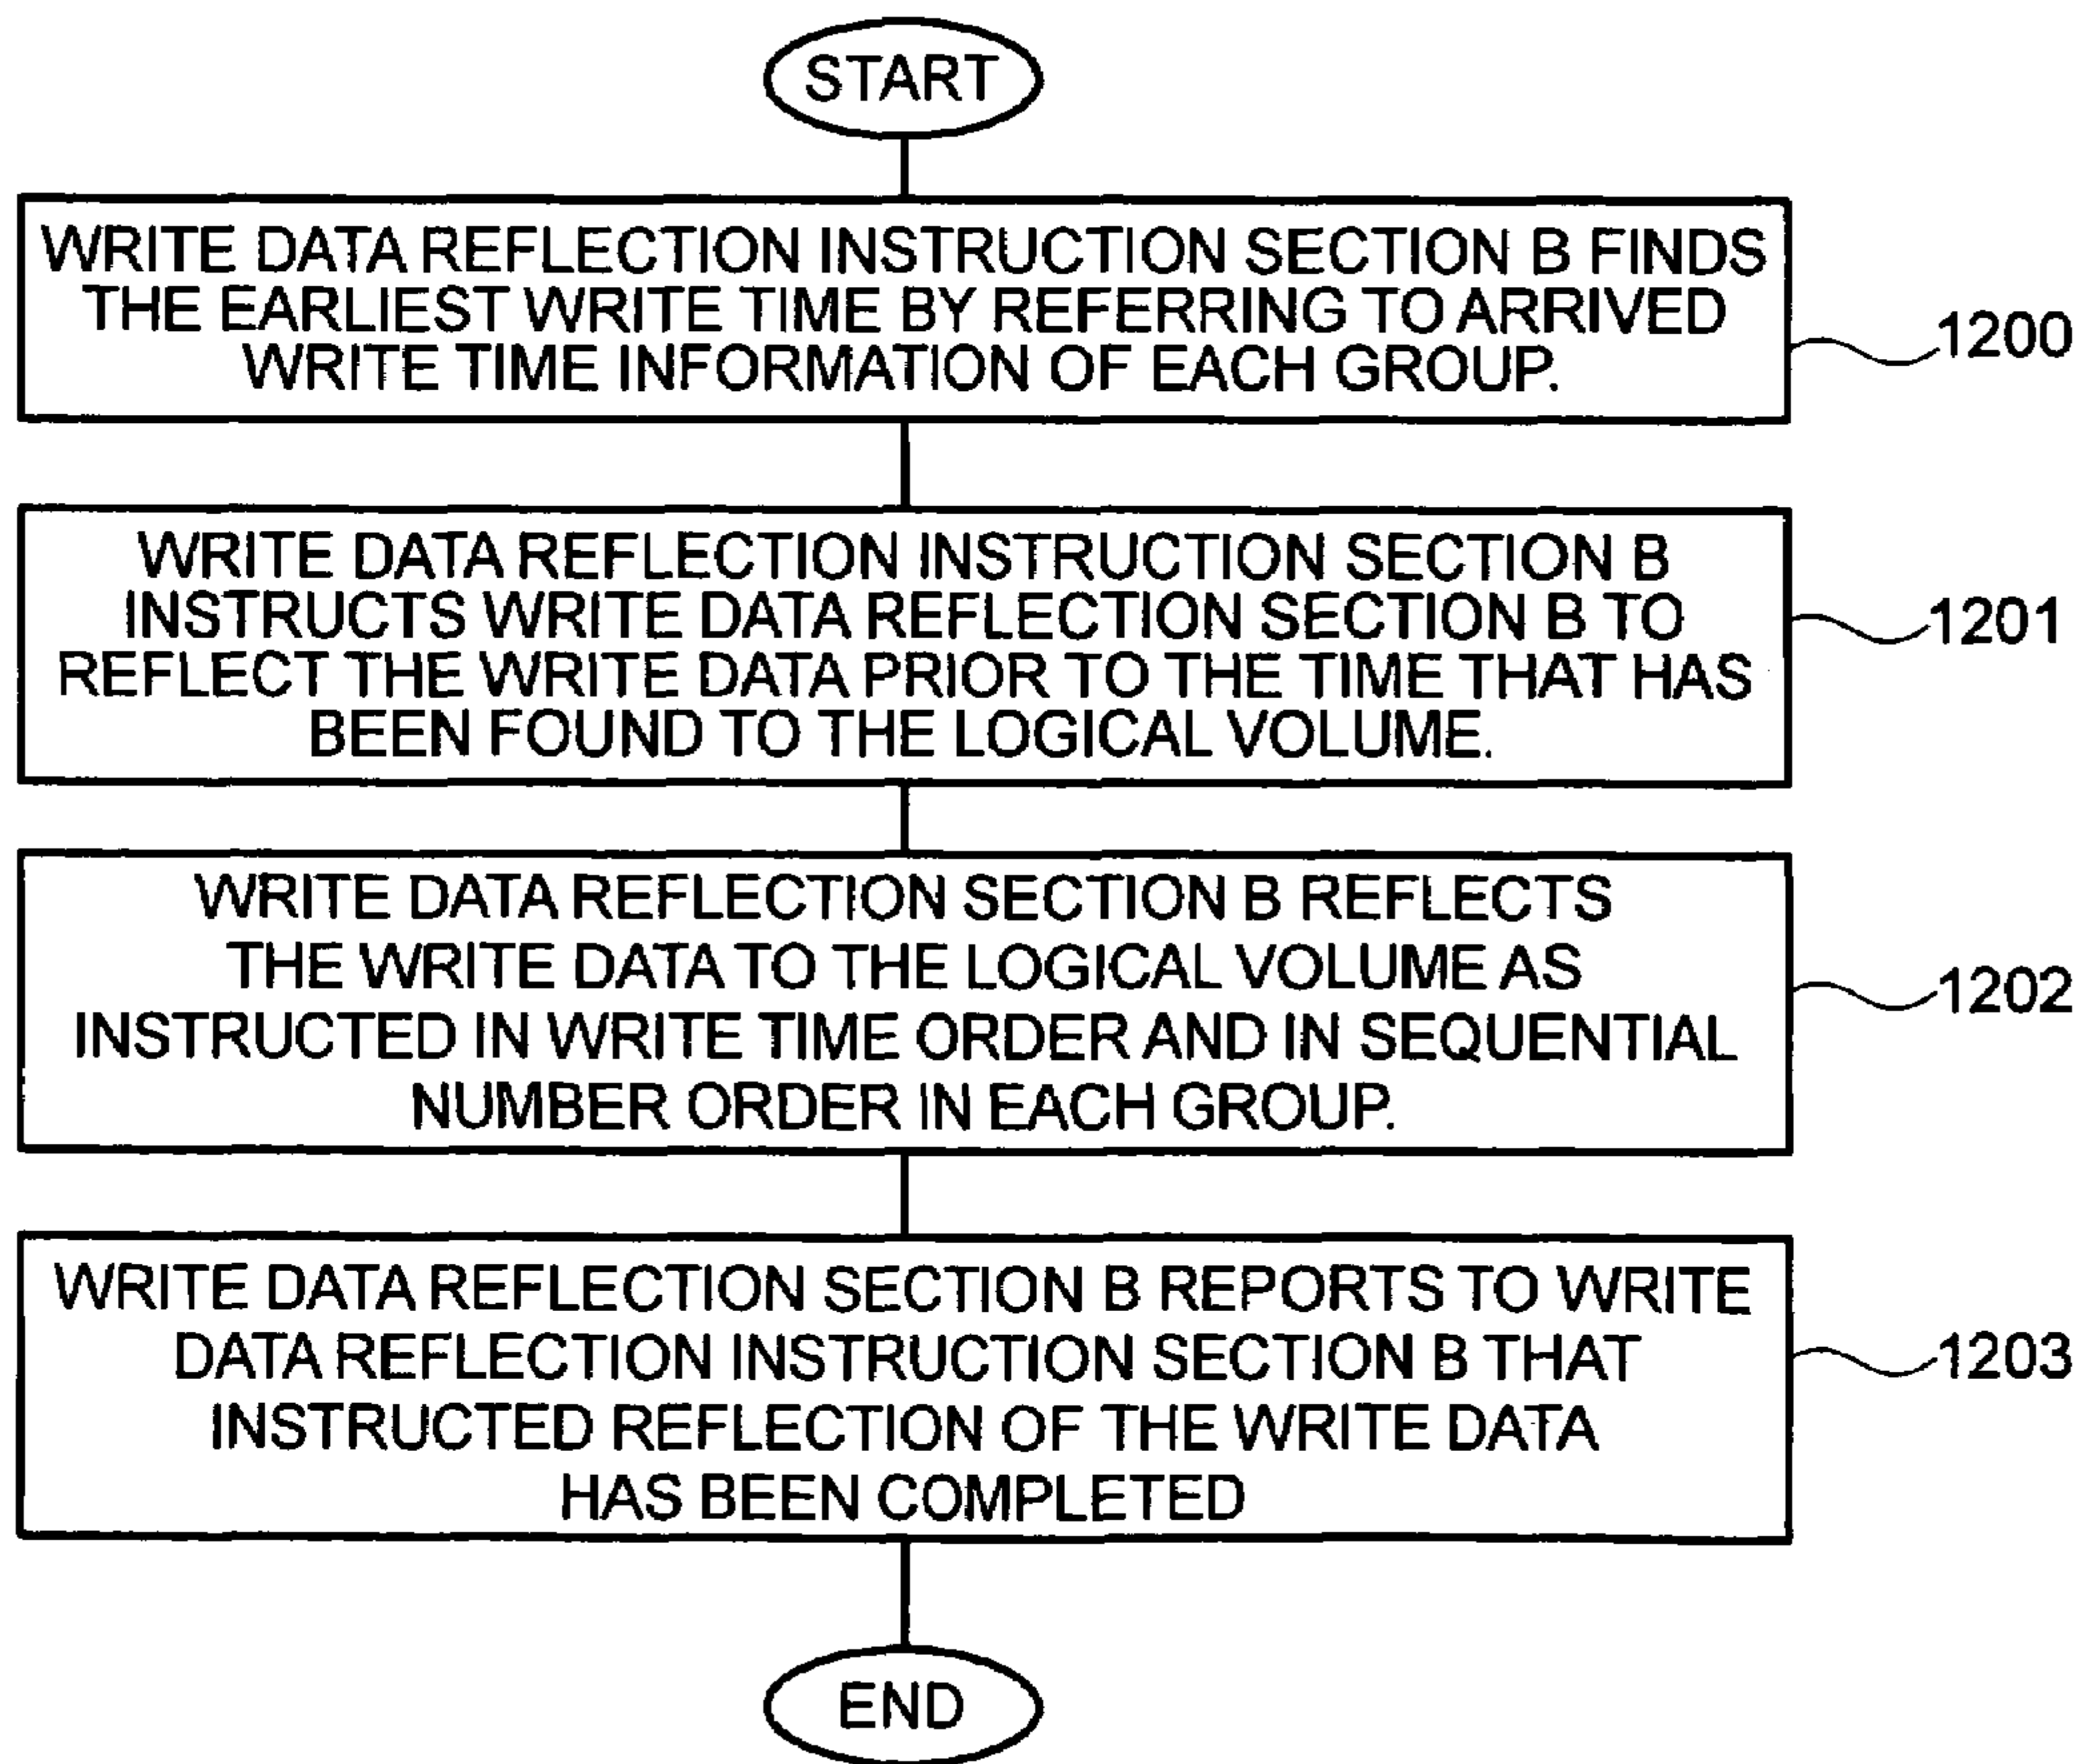 START
WRITE DATA REFLECTION INSTRUCTION SECTION B FINDS
THE EARLIEST WRITE TIME BY REFERRING TO ARRIVED
WRITE TIME INFORMATION OF EACH GROUP.
1200
WRITE DATA REFLECTION INSTRUCTION SECTION B
INSTRUCTS WRITE DATA REFLECTION SECTION B TO
REFLECT THE WRITE DATA PRIOR TO THE TIME THAT HAS
BEEN FOUND TO THE LOGICAL VOLUME.
1201
WRITE DATA REFLECTION SECTION B REFLECTS
THE WRITE DATA TO THE LOGICAL VOLUME AS
INSTRUCTED IN WRITE TIME ORDER AND IN SEQUENTIAL
NUMBER ORDER IN EACH GROUP.
1202
WRITE DATA REFLECTION SECTION B REPORTS TO WRITE
DATA REFLECTION INSTRUCTION SECTION B THAT
INSTRUCTED REFLECTION OF THE WRITE DATA
HAS BEEN COMPLETED
1203
END